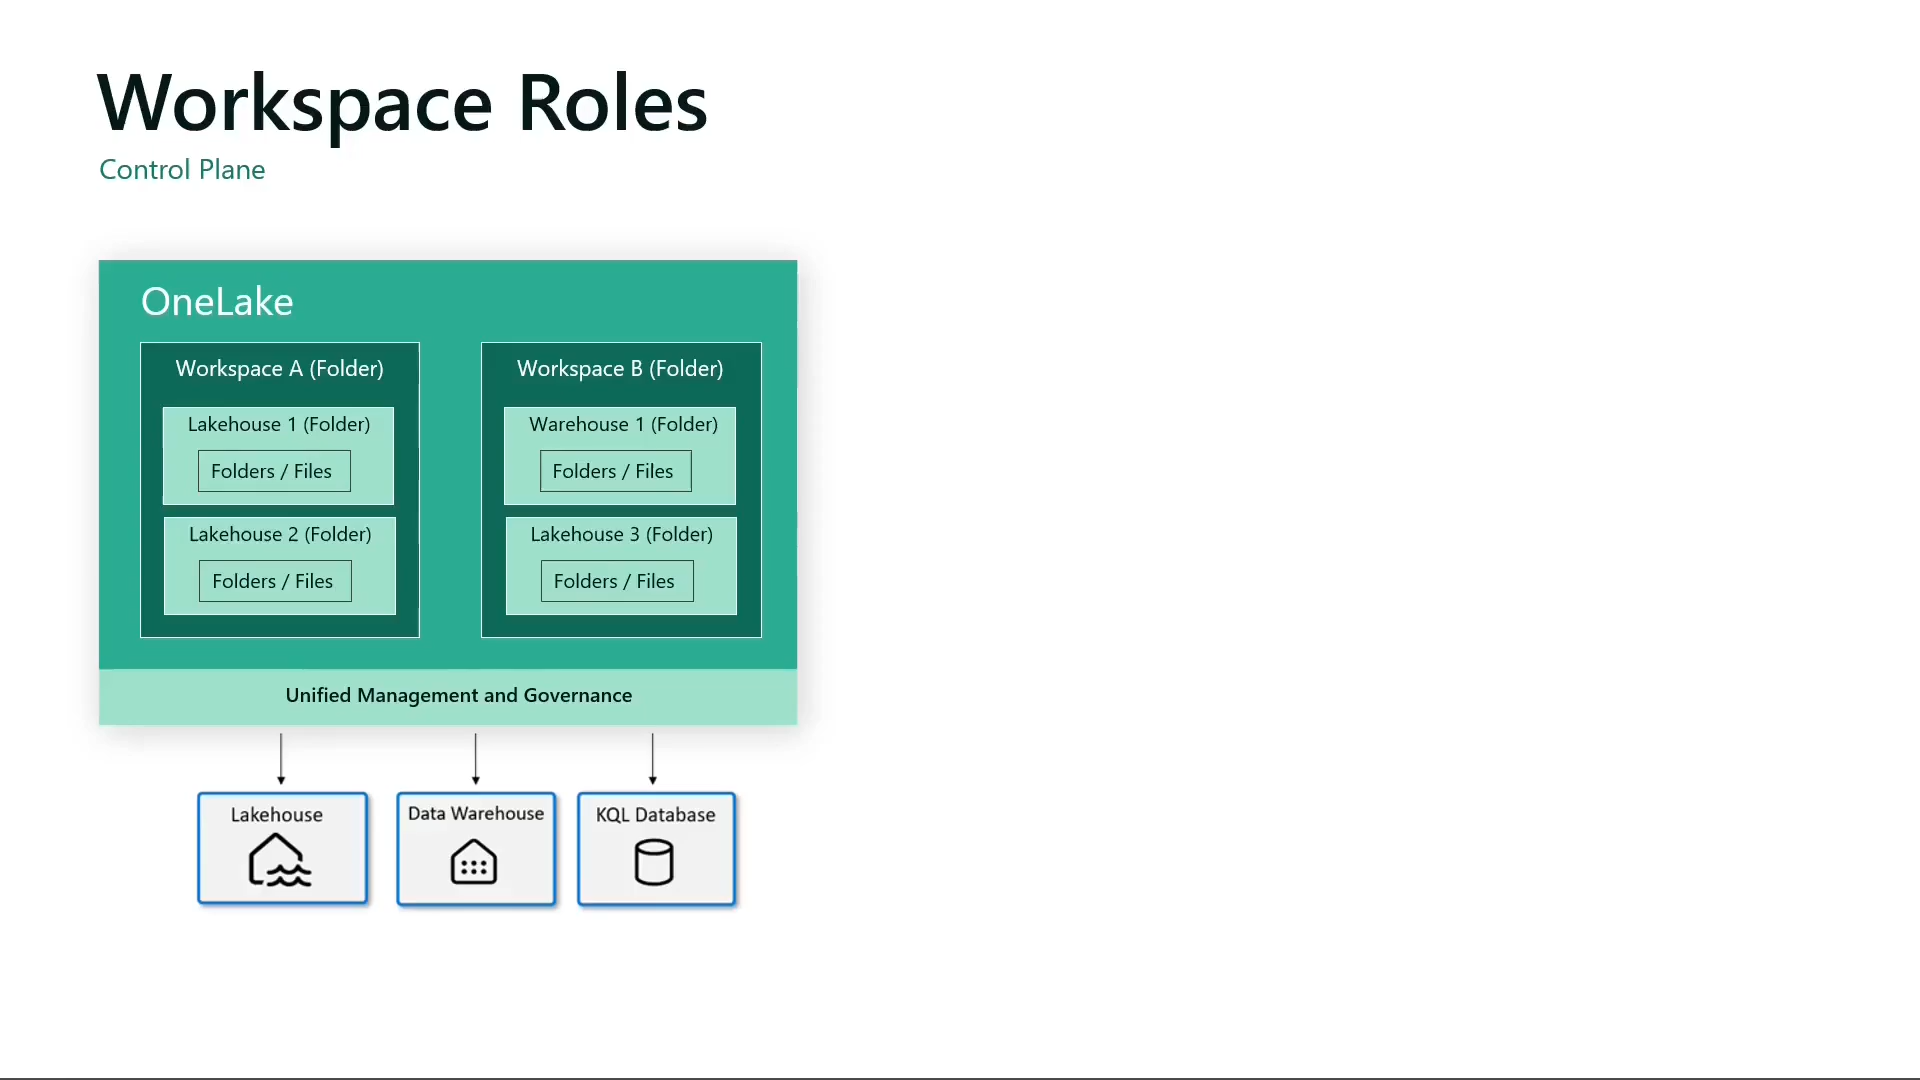 Workspace Roles
Control Plane
OneLake
Workspace A (Folder)
Lakehouse 1 (Folder)
Folders / Files
Lakehouse 2 (Folder)
Folders / Files
Workspace B (Folder)
Warehouse 1 (Folder)
Folders / Files
Lakehouse 3 (Folder)
Folders / Files
Unified Management and Governance
Lakehouse
Data Warehouse
KQL Database